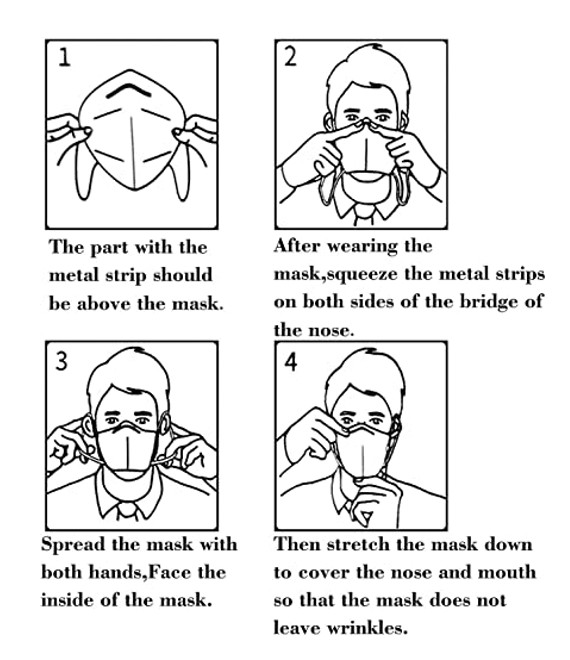 1
The part with the
metal strip should
be above the mask.
2
After wearing the
mask,squeeze the metal strips
on both sides of the bridge of
the nose.
3
Spread the mask with
both hands,Face the
inside of the mask.
4
Then stretch the mask down
to cover the nose and mouth
so that the mask does not
leave wrinkles.